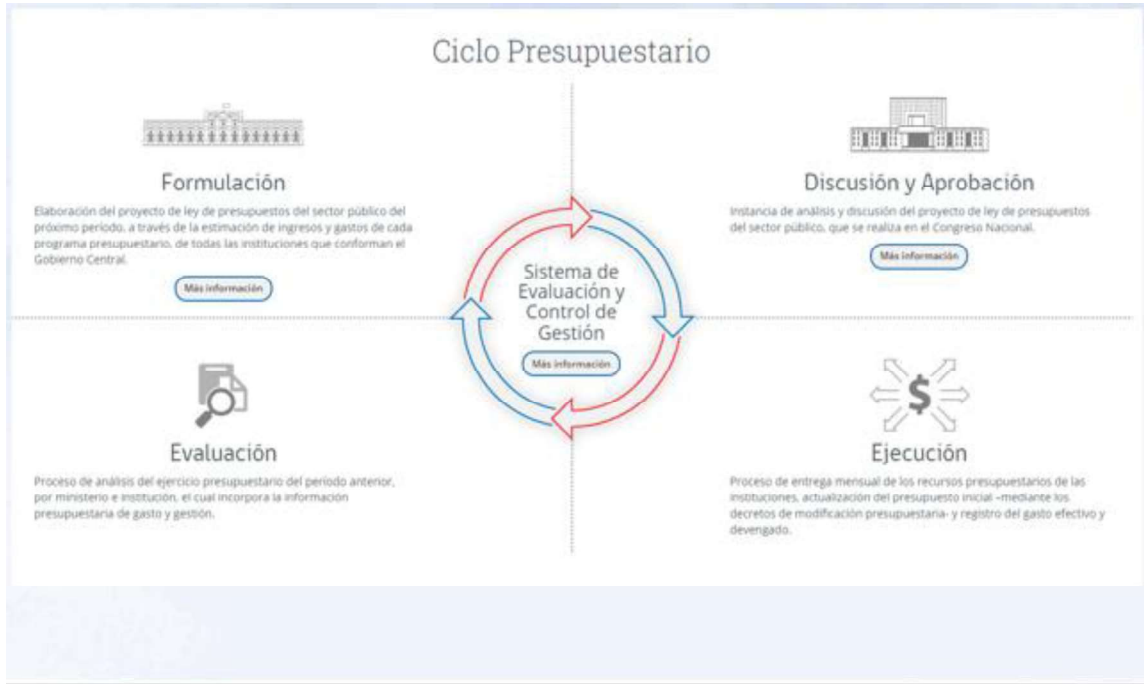 Ciclo Presupuestario
Formulación
Elaboración del proyecto de ley de presupuestos del sector público del
próximo período, a través de la estimación de ingresos y gastos de cada
programa presupuestario, de todas las instituciones que conforman el
Gobierno Central.
Más información
Discusión y Aprobación
Instancia de análisis y discusión del proyecto de ley de presupuestos
del sector público, que se realiza en el Congreso Nacional.
Más información
Sistema de
Evaluación y
Control de
Gestión
Más información
Evaluación
Proceso de análisis del ejercicio presupuestario del período anterior,
por ministerio e institución, el cual incorpora la información
presupuestaria de gasto y gestión.
$
Ejecución
Proceso de entrega mensual de los recursos presupuestarios de las
instituciones, actualización del presupuesto inicial –mediante los
decretos de modificación presupuestaria- y registro del gasto efectivo y
devengado.